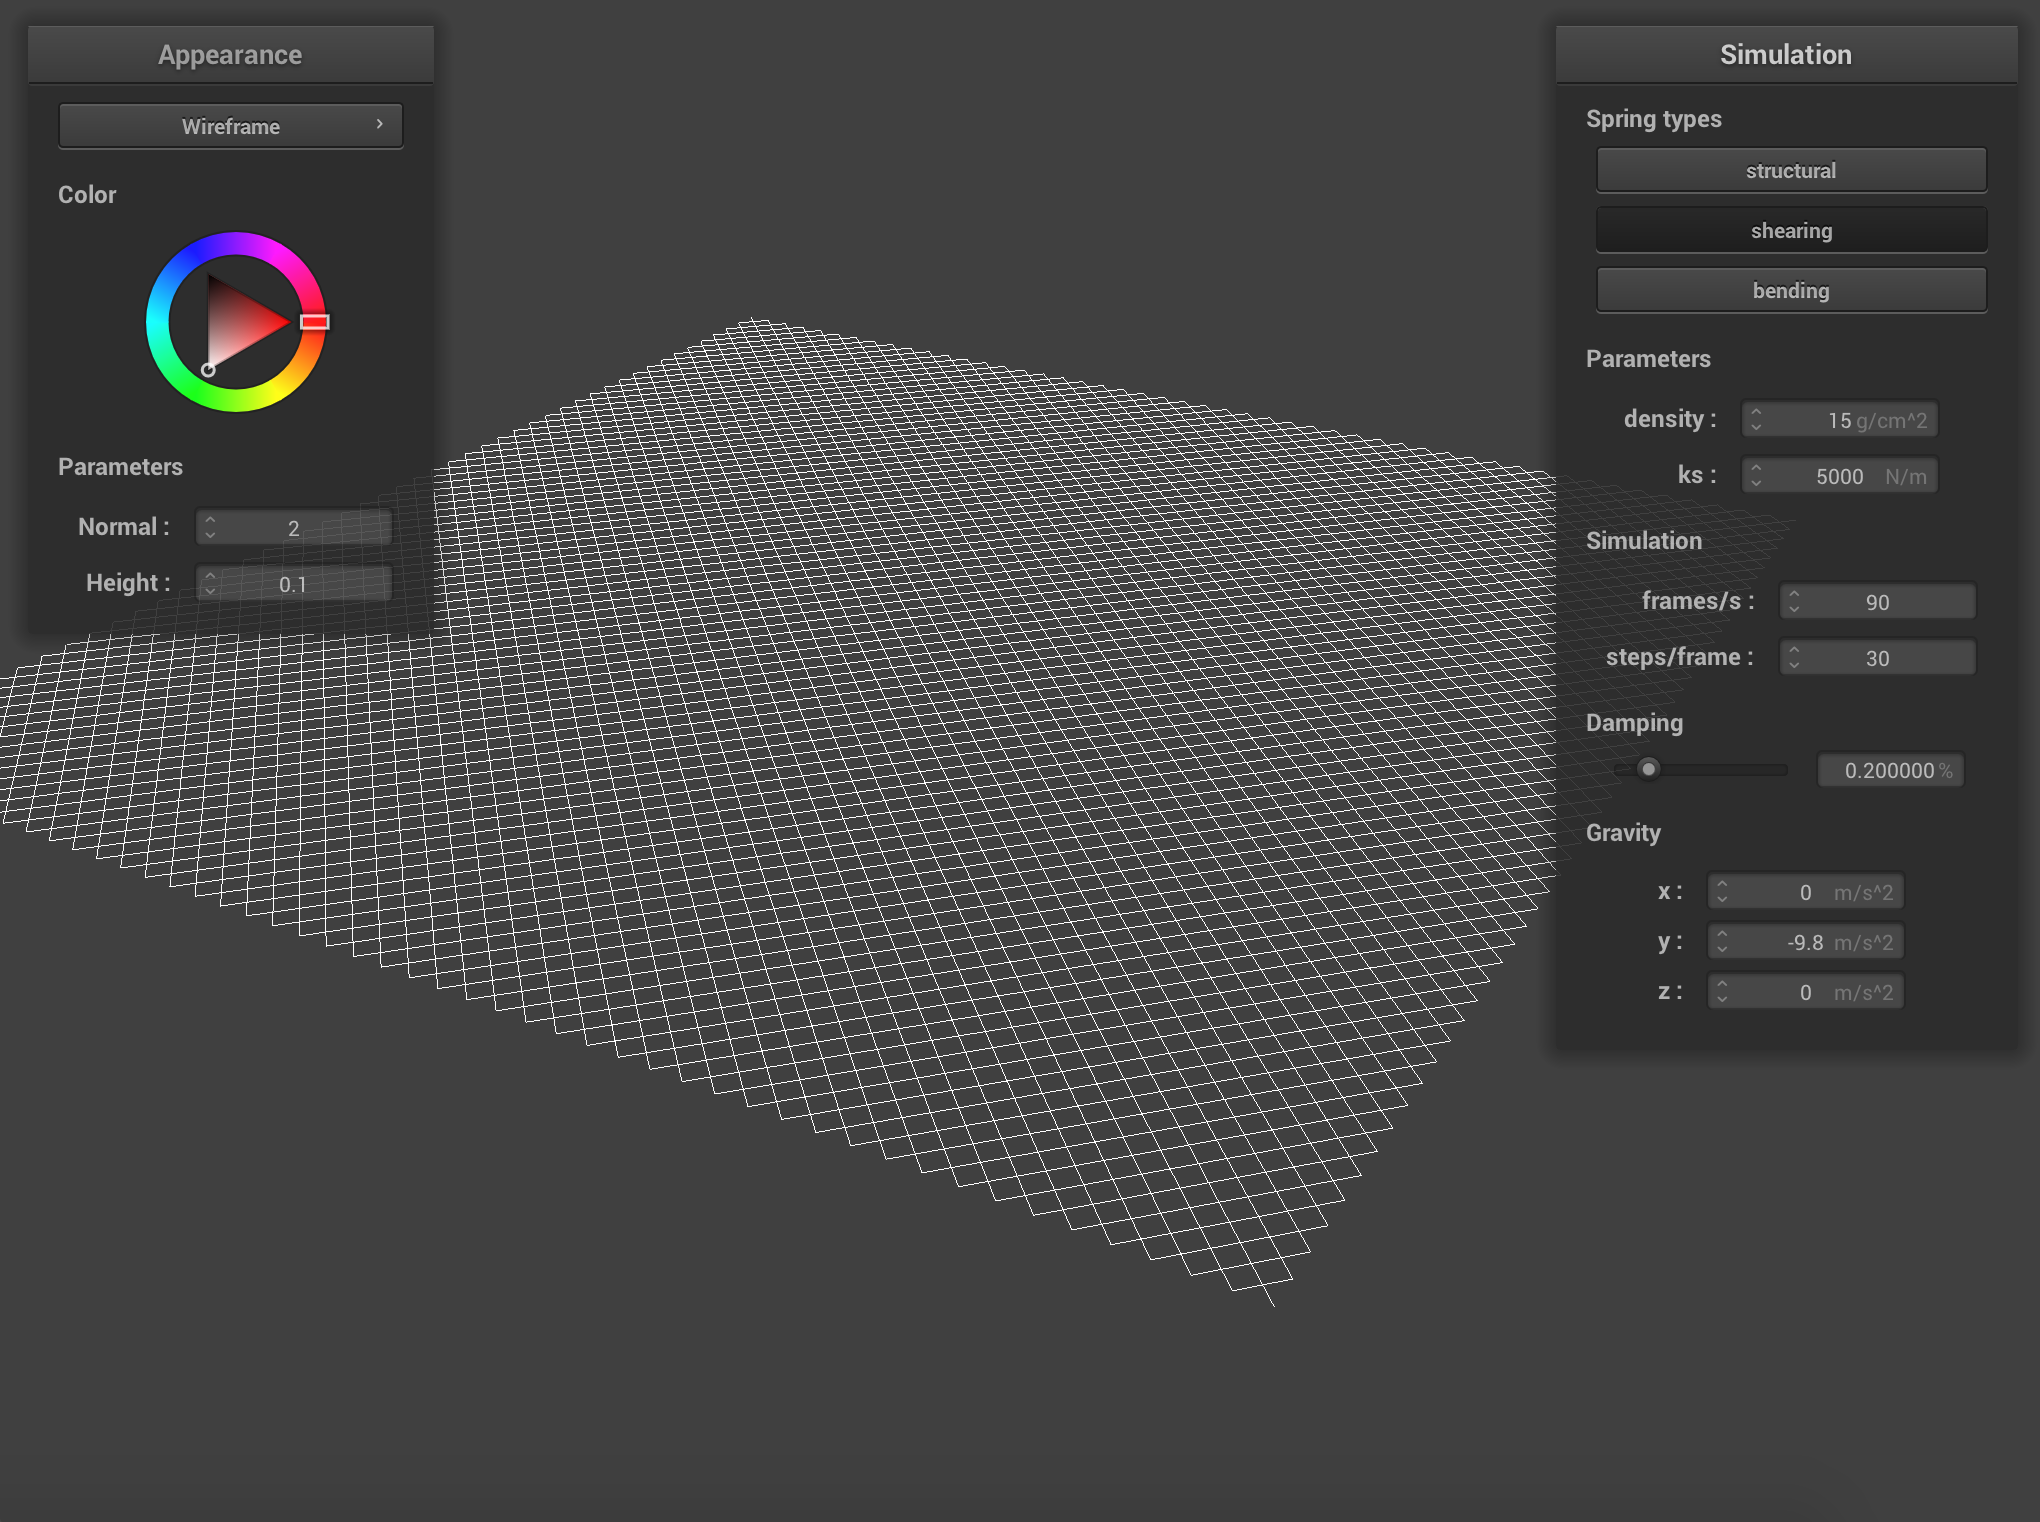 Appearance
Wireframe
Color
Parameters
Normal : 2
Height : 0.1
Simulation
Spring types
structural
shearing
bending
Parameters
density : 15 g/cm^2
ks : 5000 N/m
Simulation
frames/s : 90
steps/frame : 30
Damping
0.200000 %
Gravity
x : 0 m/s^2
y : -9.8 m/s^2
z : 0 m/s^2